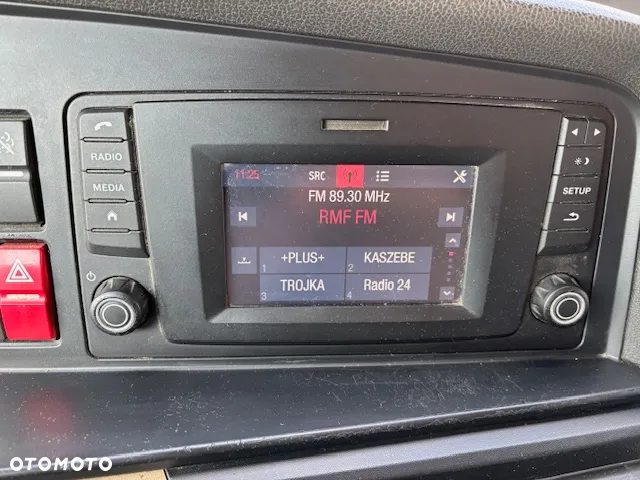 RADIO
MEDIA
SETUP
11:25
SRC
FM 89.30 MHz
RMF FM
1 +PLUS+
2 KASZEBE
3 TROJKA
4 Radio 24
OTOMOTO